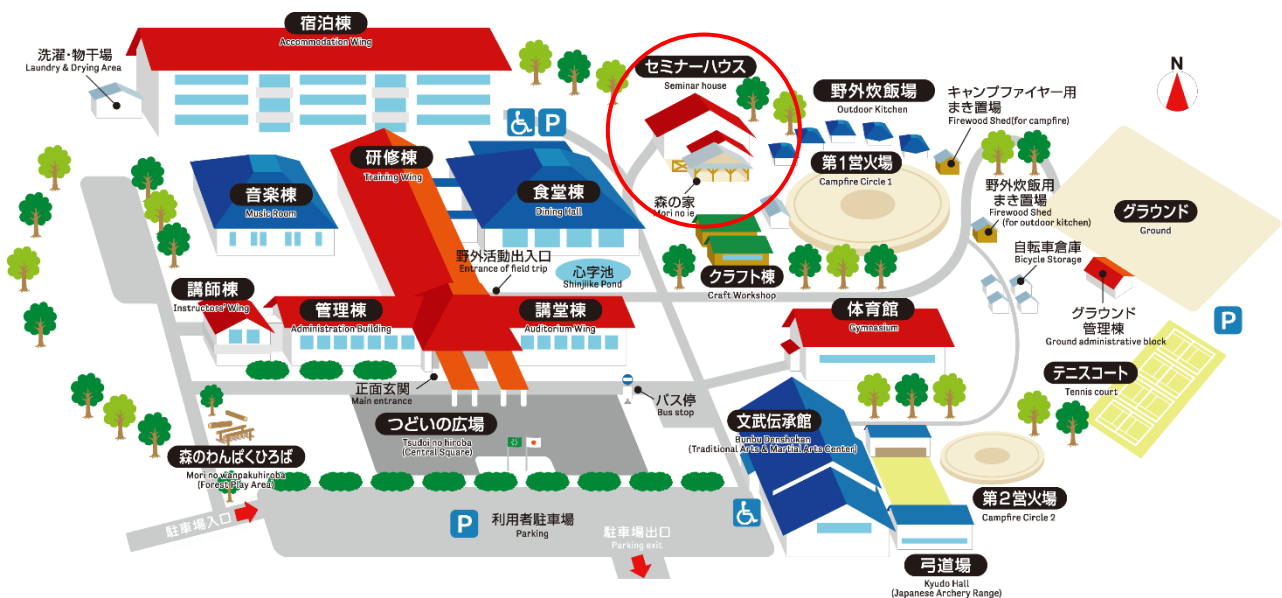 宿泊棟
Accommodation Wing
洗濯・物干場
Laundry & Drying Area
セミナーハウス
Seminar house
野外炊飯場
Outdoor Kitchen
キャンプファイヤー用
まき置場
Firewood Shed(for campfire)
N
P
研修棟
Training Wing
音楽棟
Music Room
食堂棟
Dining Hall
第1営火場
Campfire Circle 1
森の家
Mori no ie
野外炊飯用
まき置場
Firewood Shed
(for outdoor kitchen)
グラウンド
Ground
野外活動出入口
Entrance of field trip
心字池
Shinjiike Pond
クラフト棟
Craft Workshop
自転車倉庫
Bicycle Storage
講師棟
Instructors' Wing
管理棟
Administration Building
講堂棟
Auditorium Wing
体育館
Gymnasium
グラウンド
管理棟
Ground administrative block
P
正面玄関
Main entrance
バス停
Bus stop
テニスコート
Tennis court
つどいの広場
Tsudoi no hiroba
(Central Square)
文武伝承館
Bunbu Denshokan
(Traditional Arts & Martial Arts Center)
森のわんぱくひろば
Mori no wanpakuhiroba
(Forest Play Area)
第2営火場
Campfire Circle 2
駐車場入口
P
利用者駐車場
Parking
駐車場出口
Parking exit
弓道場
Kyudo Hall
(Japanese Archery Range)